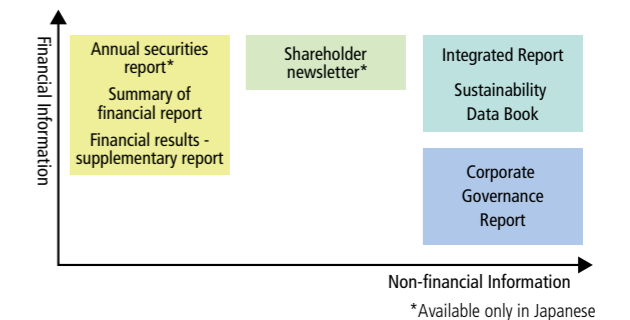 Financial Information
Annual securities
report*
Summary of
financial report
Financial results -
supplementary report
Shareholder
newsletter*
Integrated Report
Sustainability
Data Book
Corporate
Governance
Report
Non-financial Information
*Available only in Japanese